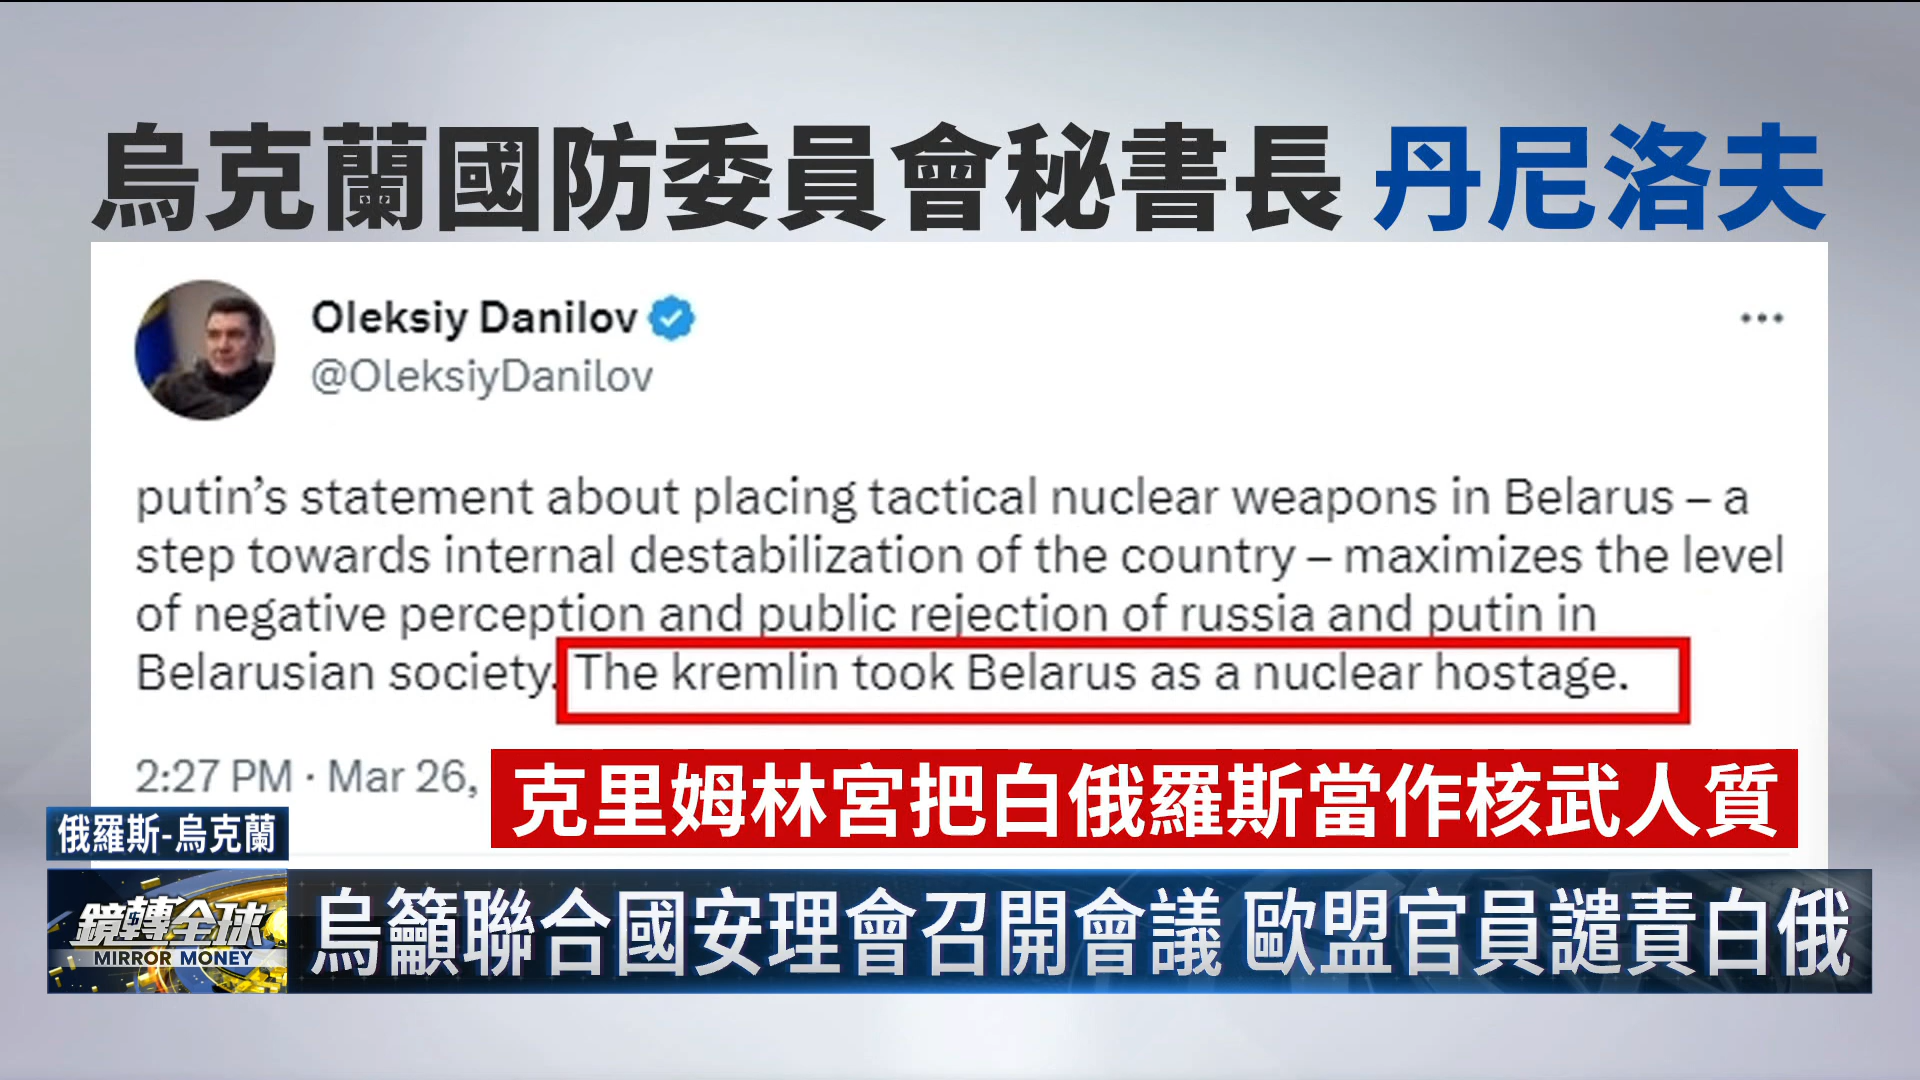 烏克蘭國防委員會秘書長 丹尼洛夫
Oleksiy Danilov
@OleksiyDanilov
putin’s statement about placing tactical nuclear weapons in Belarus – a
step towards internal destabilization of the country – maximizes the level
of negative perception and public rejection of russia and putin in
Belarusian society. The kremlin took Belarus as a nuclear hostage.
2:27 PM · Mar 26,
克里姆林宮把白俄羅斯當作核武人質
俄羅斯-烏克蘭
鏡轉全球
MIRROR MONEY
烏籲聯合國安理會召開會議 歐盟官員譴責白俄